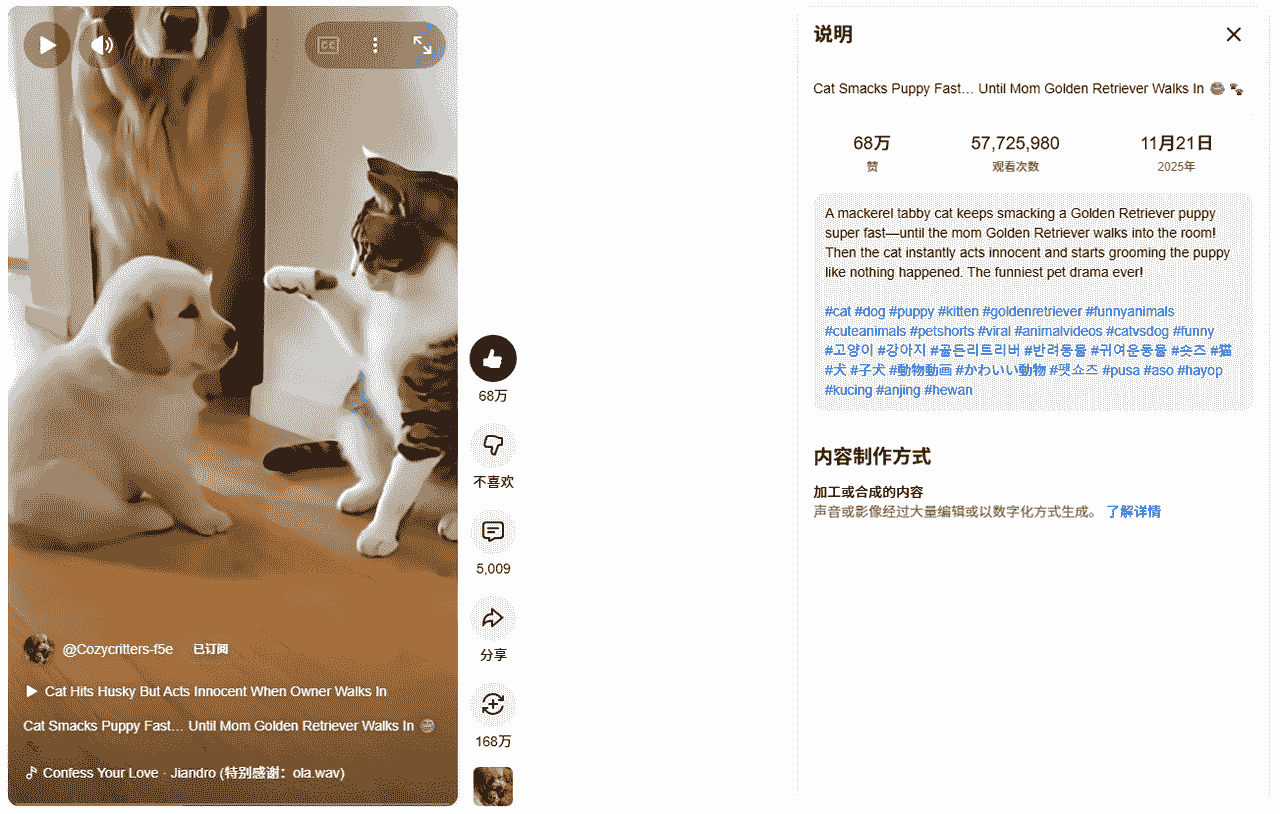 CC
@Cozycritters-f5e 已订阅
Cat Hits Husky But Acts Innocent When Owner Walks In
Cat Smacks Puppy Fast... Until Mom Golden Retriever Walks In 😂
Confess Your Love · Jiandro (特别感谢：ola.wav)
68万
不喜欢
5,009
分享
168万
说明
Cat Smacks Puppy Fast... Until Mom Golden Retriever Walks In 😂 🐾
68万 57,725,980 11月21日
赞 观看次数 2025年
A mackerel tabby cat keeps smacking a Golden Retriever puppy
super fast—until the mom Golden Retriever walks into the room!
Then the cat instantly acts innocent and starts grooming the puppy
like nothing happened. The funniest pet drama ever!
#cat #dog #puppy #kitten #goldenretriever #funnyanimals
#cuteanimals #petshorts #viral #animalvideos #catvsdog #funny
#고양이 #강아지 #골든리트리버 #반려동물 #귀여운동물 #숏즈 #猫
#犬 #子犬 #動物動画 #かわいい動物 #펫쇼츠 #pusa #aso #hayop
#kucing #anjing #hewan
内容制作方式
加工或合成的内容
声音或影像经过大量编辑或以数字化方式生成。 了解详情